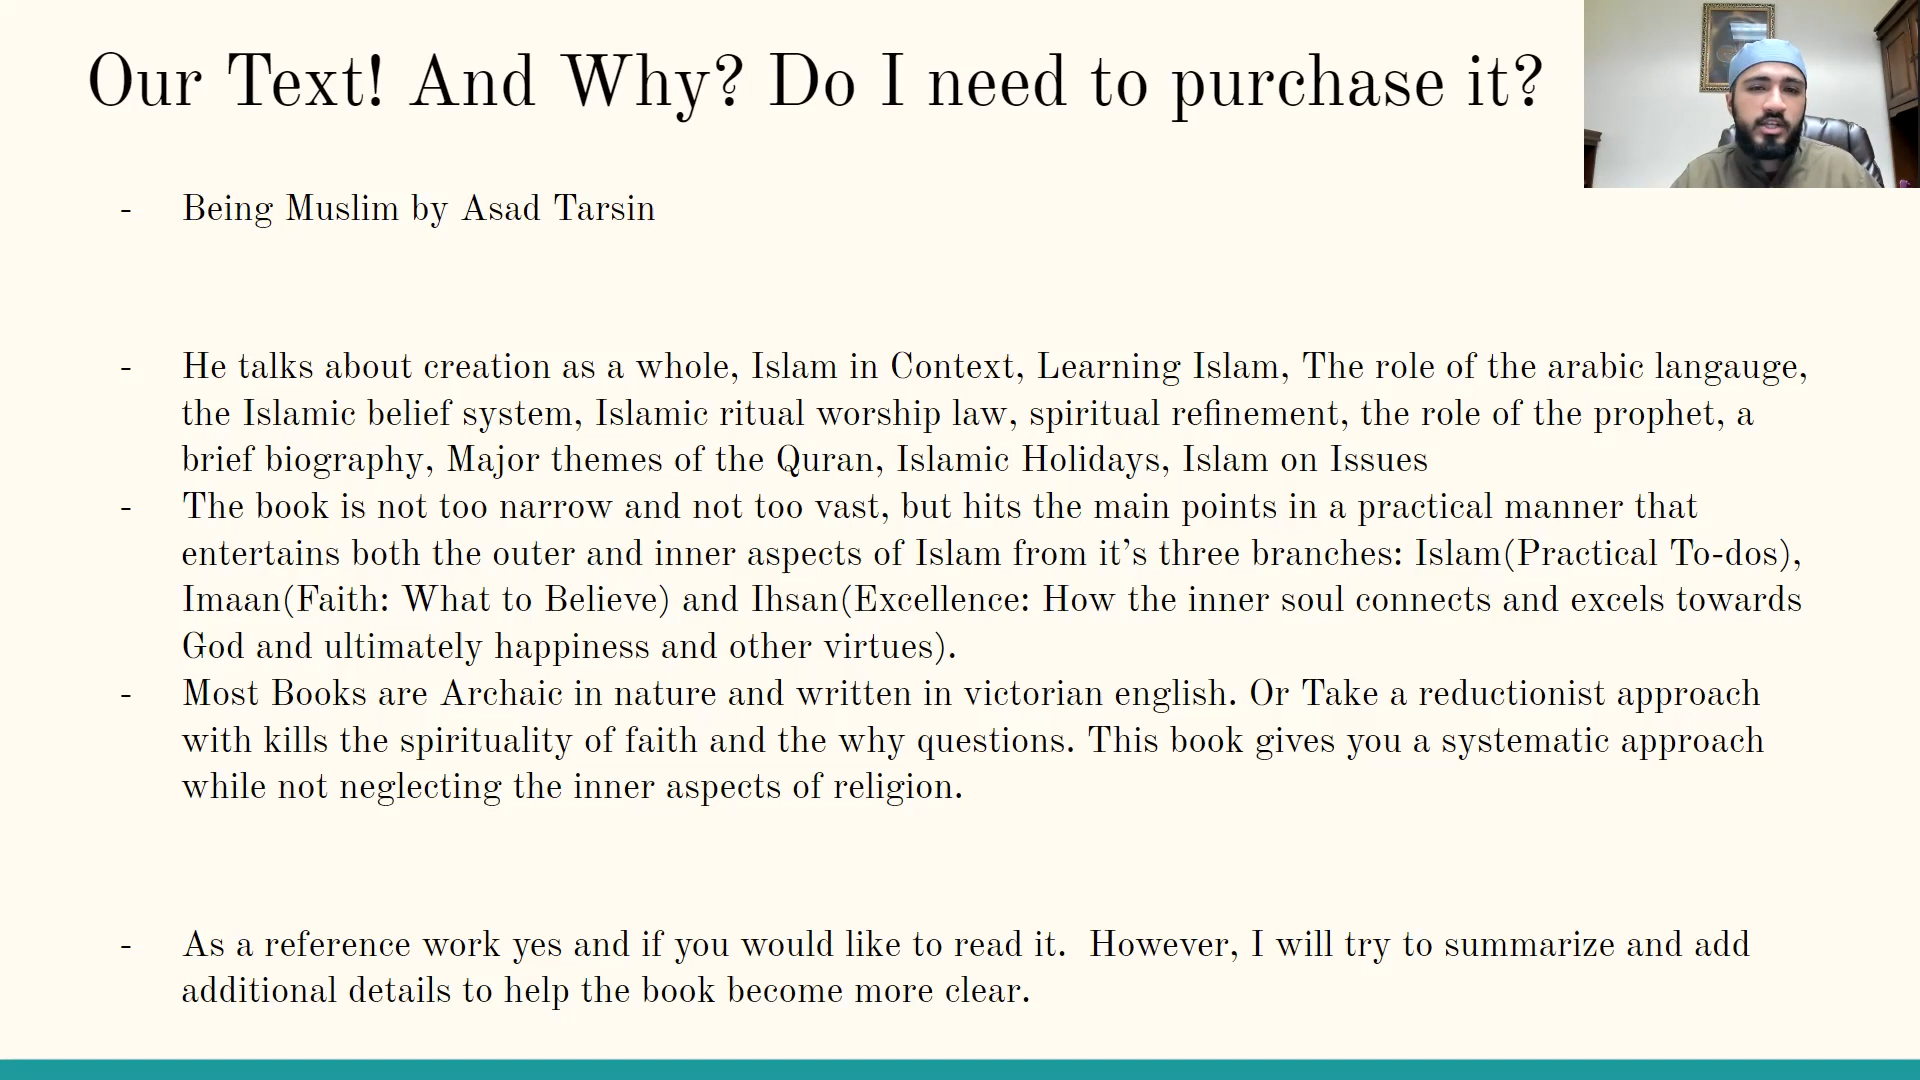 Our Text! And Why? Do I need to purchase it?
- Being Muslim by Asad Tarsin
- He talks about creation as a whole, Islam in Context, Learning Islam, The role of the arabic langauge,
the Islamic belief system, Islamic ritual worship law, spiritual refinement, the role of the prophet, a
brief biography, Major themes of the Quran, Islamic Holidays, Islam on Issues
- The book is not too narrow and not too vast, but hits the main points in a practical manner that
entertains both the outer and inner aspects of Islam from it’s three branches: Islam(Practical To-dos),
Imaan(Faith: What to Believe) and Ihsan(Excellence: How the inner soul connects and excels towards
God and ultimately happiness and other virtues).
- Most Books are Archaic in nature and written in victorian english. Or Take a reductionist approach
with kills the spirituality of faith and the why questions. This book gives you a systematic approach
while not neglecting the inner aspects of religion.
- As a reference work yes and if you would like to read it.  However, I will try to summarize and add
additional details to help the book become more clear.